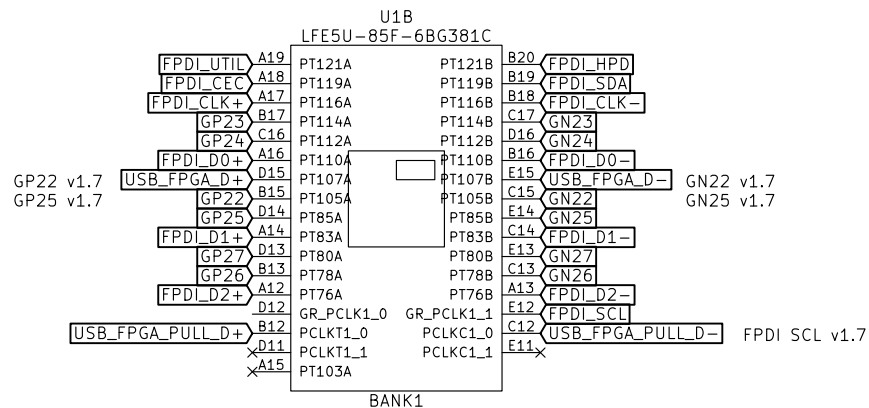 U1B
LFE5U-85F-6BG381C
FPDI_UTIL A19 PT121A PT121B B20 FPDI_HPD
FPDI_CEC A18 PT119A PT119B B19 FPDI_SDA
FPDI_CLK+ A17 PT116A PT116B B18 FPDI_CLK-
GP23 B17 PT114A PT114B C17 GN23
GP24 C16 PT112A PT112B D16 GN24
FPDI_D0+ A16 PT110A PT110B B16 FPDI_D0-
GP22 v1.7 USB_FPGA_D+ D15 PT107A PT107B E15 USB_FPGA_D- GN22 v1.7
GP25 v1.7 GP22 B15 PT105A PT105B C15 GN22 GN25 v1.7
GP25 D14 PT85A PT85B E14 GN25
FPDI_D1+ A14 PT83A PT83B C14 FPDI_D1-
GP27 D13 PT80A PT80B E13 GN27
GP26 B13 PT78A PT78B C13 GN26
FPDI_D2+ A12 PT76A PT76B A13 FPDI_D2-
D12 GR_PCLK1_0 GR_PCLK1_1 E12 FPDI_SCL
USB_FPGA_PULL_D+ B12 PCLKT1_0 PCLKC1_0 C12 USB_FPGA_PULL_D- FPDI SCL v1.7
D11 PCLKT1_1 PCLKC1_1 E11
A15 PT103A
BANK1